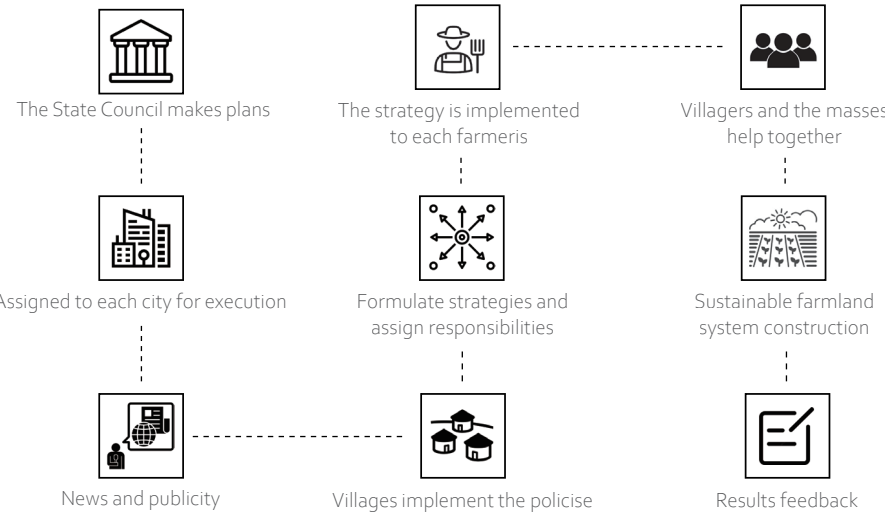 The State Council makes plans
The strategy is implemented
to each farmeris
Villagers and the masses
help together
Assigned to each city for execution
Formulate strategies and
assign responsibilities
Sustainable farmland
system construction
News and publicity
Villages implement the policise
Results feedback